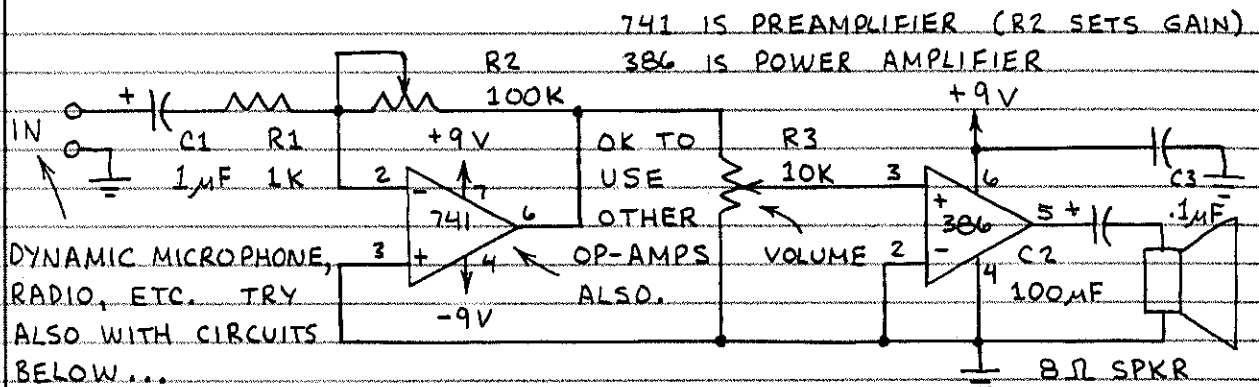 741 IS PREAMPLIFIER (R2 SETS GAIN)
386 IS POWER AMPLIFIER
R2
100K
+9V
+
IN
C1
1µF
R1
1K
+9V
OK TO
USE
OTHER
OP-AMPS
ALSO.
R3
10K
2
-
7
741
6
3
+
4
-9V
VOLUME
3
+
6
386
5
+
2
-
4
C2
100µF
C3
.1µF
DYNAMIC MICROPHONE,
RADIO, ETC. TRY
ALSO WITH CIRCUITS
BELOW...
8Ω SPKR